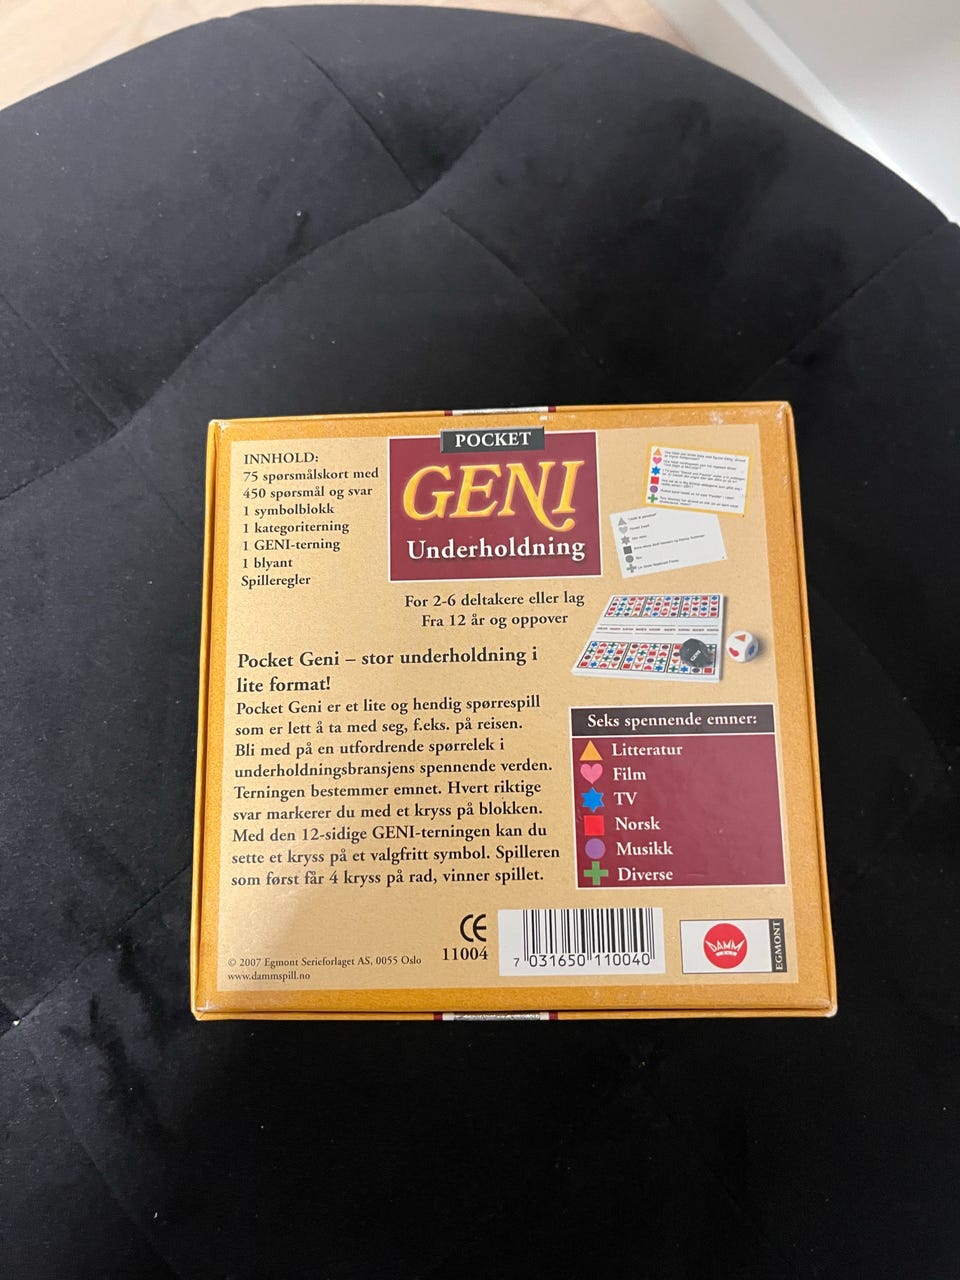 POCKET
GENI
Underholdning
INNHOLD:
75 spørsmålskort med
450 spørsmål og svar
1 symbolblokk
1 kategoriterning
1 GENI-terning
1 blyant
Spilleregler
For 2-6 deltakere eller lag
Fra 12 år og oppover
Pocket Geni – stor underholdning i
lite format!
Pocket Geni er et lite og hendig spørrespill
som er lett å ta med seg, f.eks. på reisen.
Bli med på en utfordrende spørrelek i
underholdningsbransjens spennende verden.
Terningen bestemmer emnet. Hvert riktige
svar markerer du med et kryss på blokken.
Med den 12-sidige GENI-terningen kan du
sette et kryss på et valgfritt symbol. Spilleren
som først får 4 kryss på rad, vinner spillet.
GENI
Seks spennende emner:
Litteratur
Film
TV
Norsk
Musikk
Diverse
© 2007 Egmont Serieforlaget AS, 0055 Oslo
www.dammspill.no
CE
11004
7 031650 110040
DAMM
EGMONT